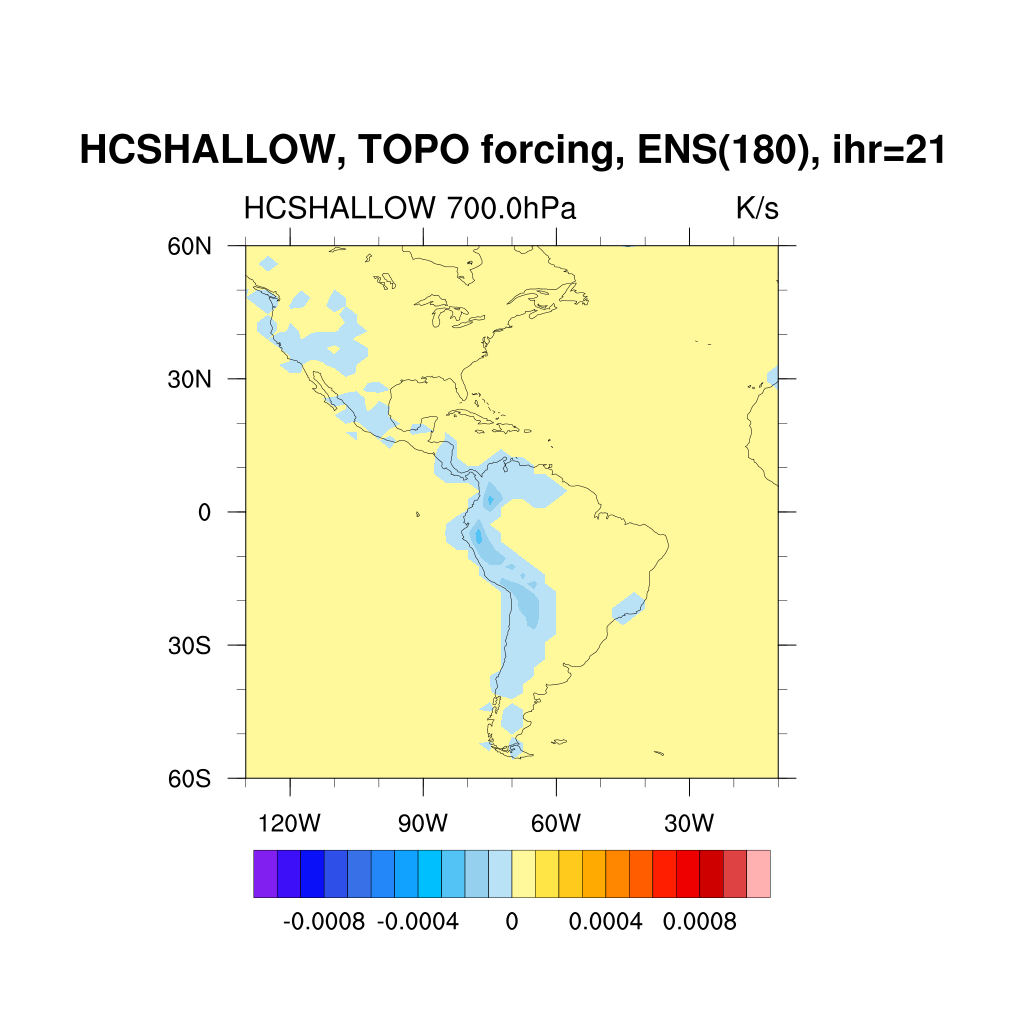 HCSHALLOW, TOPO forcing, ENS(180), ihr=21
HCSHALLOW 700.0hPa K/s
60N
30N
0
30S
60S
120W 90W 60W 30W
-0.0008 -0.0004 0 0.0004 0.0008